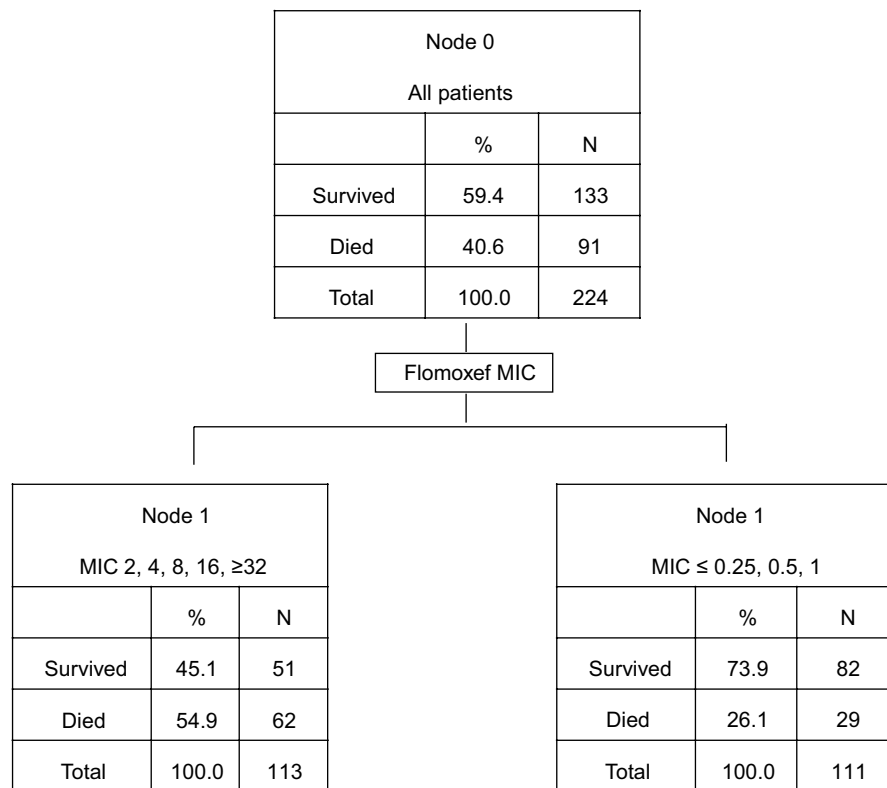 Node 0
All patients
% N
Survived 59.4 133
Died 40.6 91
Total 100.0 224
Flomoxef MIC
Node 1
MIC 2, 4, 8, 16, ≥32
% N
Survived 45.1 51
Died 54.9 62
Total 100.0 113
Node 1
MIC ≤ 0.25, 0.5, 1
% N
Survived 73.9 82
Died 26.1 29
Total 100.0 111